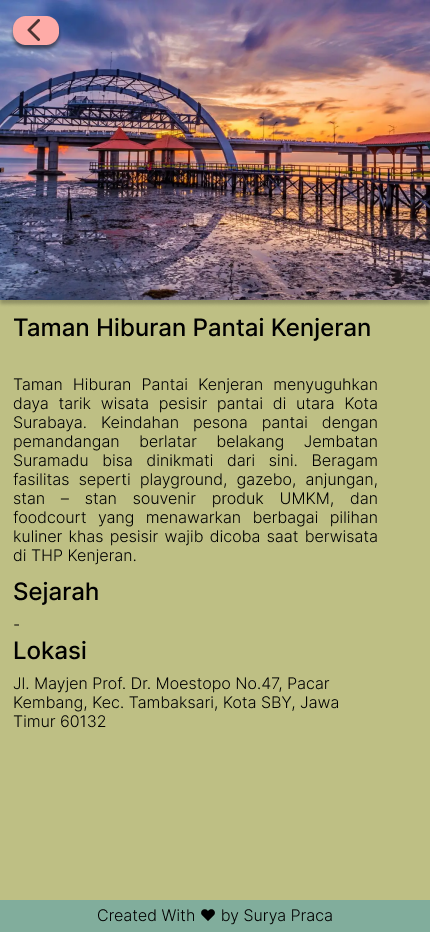 Taman Hiburan Pantai Kenjeran
Taman Hiburan Pantai Kenjeran menyuguhkan
daya tarik wisata pesisir pantai di utara Kota
Surabaya. Keindahan pesona pantai dengan
pemandangan berlatar belakang Jembatan
Suramadu bisa dinikmati dari sini. Beragam
fasilitas seperti playground, gazebo, anjungan,
stan – stan souvenir produk UMKM, dan
foodcourt yang menawarkan berbagai pilihan
kuliner khas pesisir wajib dicoba saat berwisata
di THP Kenjeran.
Sejarah
-
Lokasi
Jl. Mayjen Prof. Dr. Moestopo No.47, Pacar
Kembang, Kec. Tambaksari, Kota SBY, Jawa
Timur 60132
Created With ♥ by Surya Praca